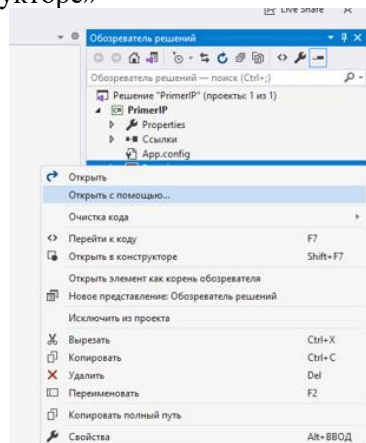 укторе»
Live Share
Обозреватель решений
Обозреватель решений — поиск (Ctrl+;)
Решение "PrimerIP" (проекты: 1 из 1)
PrimerIP
Properties
Ссылки
App.config
Открыть
Открыть с помощью...
Очистка кода
Перейти к коду F7
Открыть в конструкторе Shift+F7
Открыть элемент как корень обозревателя
Новое представление: Обозреватель решений
Исключить из проекта
Вырезать Ctrl+X
Копировать Ctrl+C
Удалить Del
Переименовать F2
Копировать полный путь
Свойства Alt+ВВОД